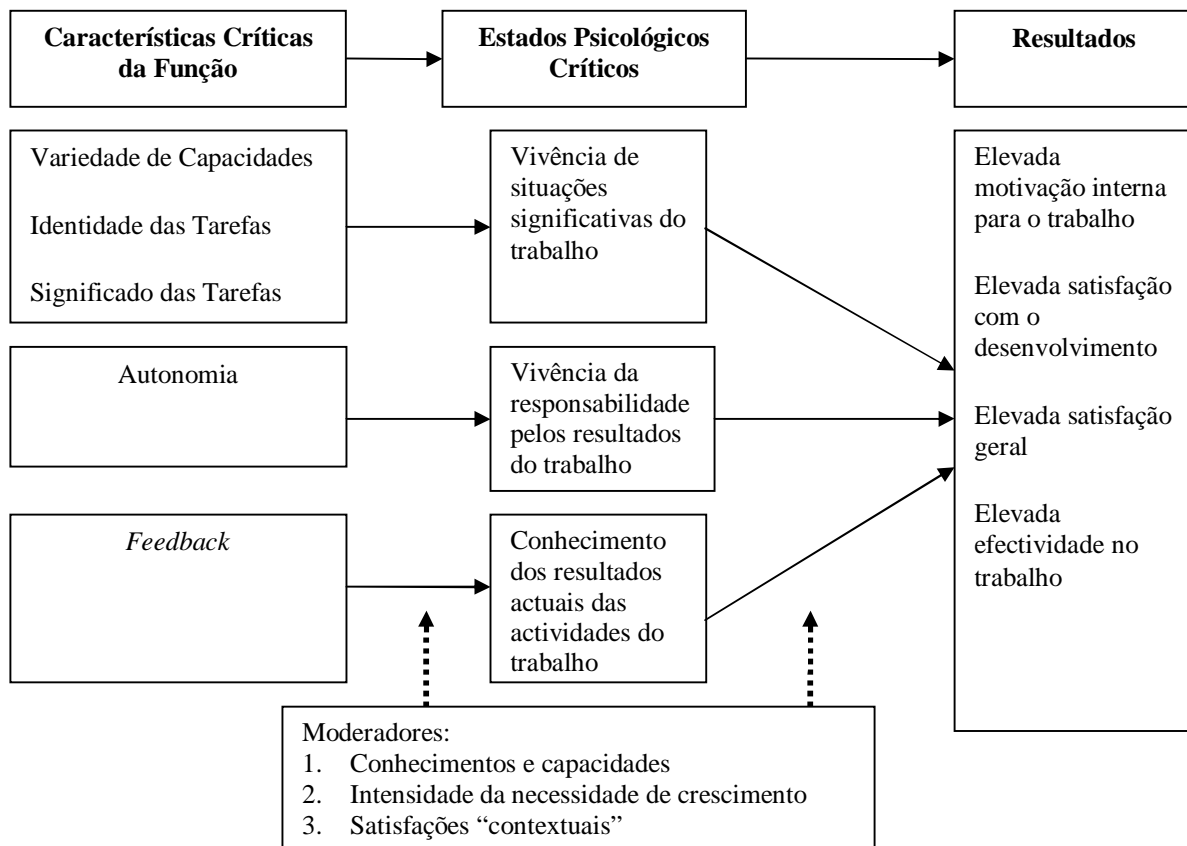 Características Críticas
da Função
Estados Psicológicos
Críticos
Resultados
Variedade de Capacidades
Identidade das Tarefas
Significado das Tarefas
Vivência de
situações
significativas do
trabalho
Elevada
motivação interna
para o trabalho
Elevada satisfação
com o
desenvolvimento
Elevada satisfação
geral
Elevada
efectividade no
trabalho
Autonomia
Vivência da
responsabilidade
pelos resultados
do trabalho
Feedback
Conhecimento
dos resultados
actuais das
actividades do
trabalho
Moderadores:
1. Conhecimentos e capacidades
2. Intensidade da necessidade de crescimento
3. Satisfações “contextuais”